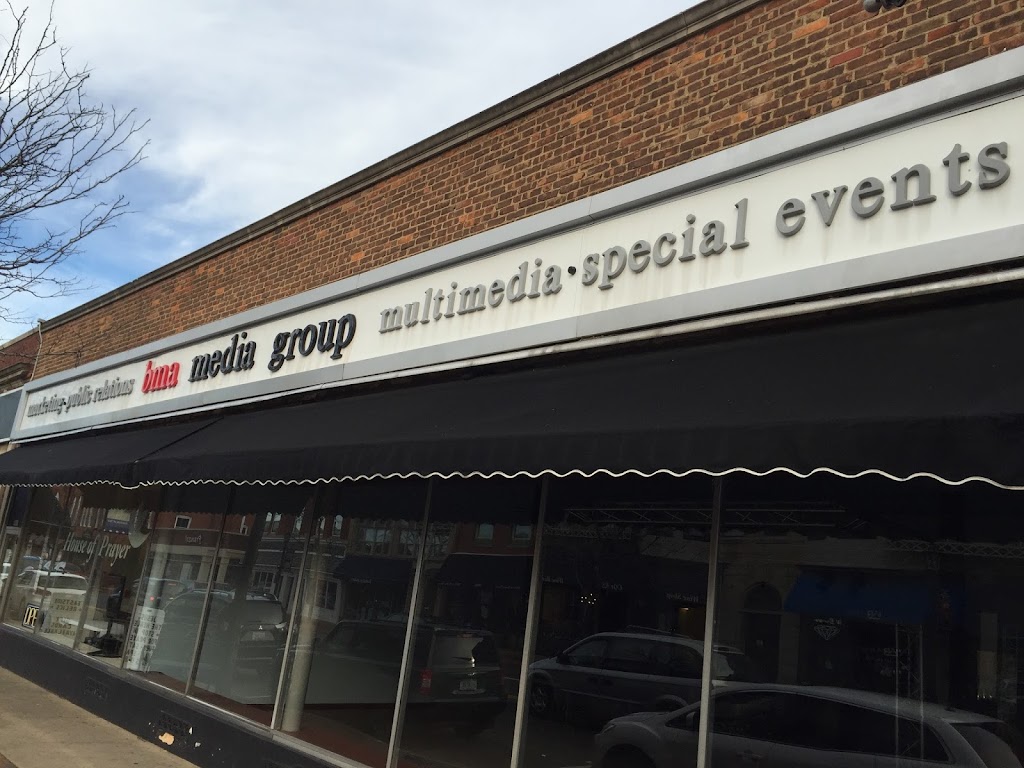 marketing·public relations bma media group multimedia·special events
House of Prayer